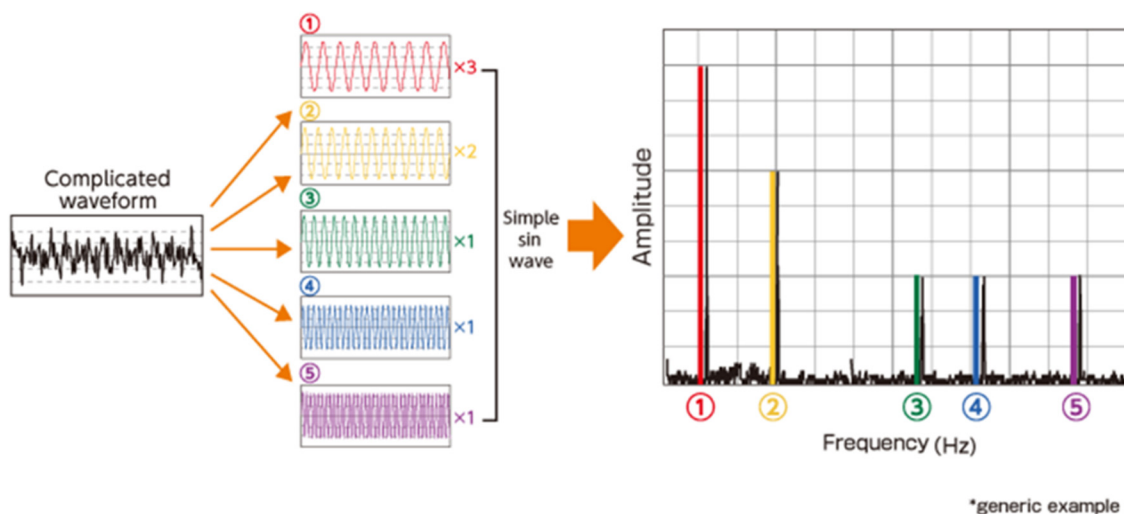 Complicated
waveform
①
×3
②
×2
③
×1
④
×1
⑤
×1
Simple
sin
wave
Amplitude
① ② ③ ④ ⑤
Frequency (Hz)
*generic example